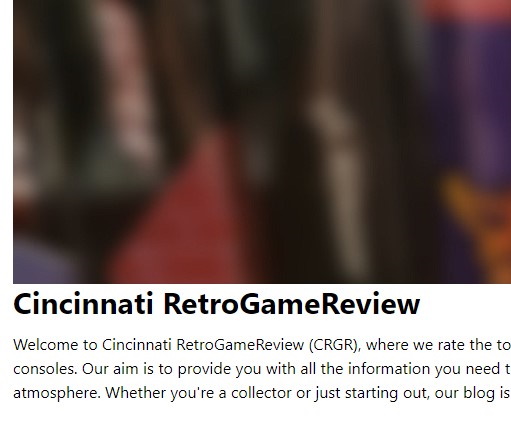 Cincinnati RetroGameReview
Welcome to Cincinnati RetroGameReview (CRGR), where we rate the to
consoles. Our aim is to provide you with all the information you need t
atmosphere. Whether you're a collector or just starting out, our blog is